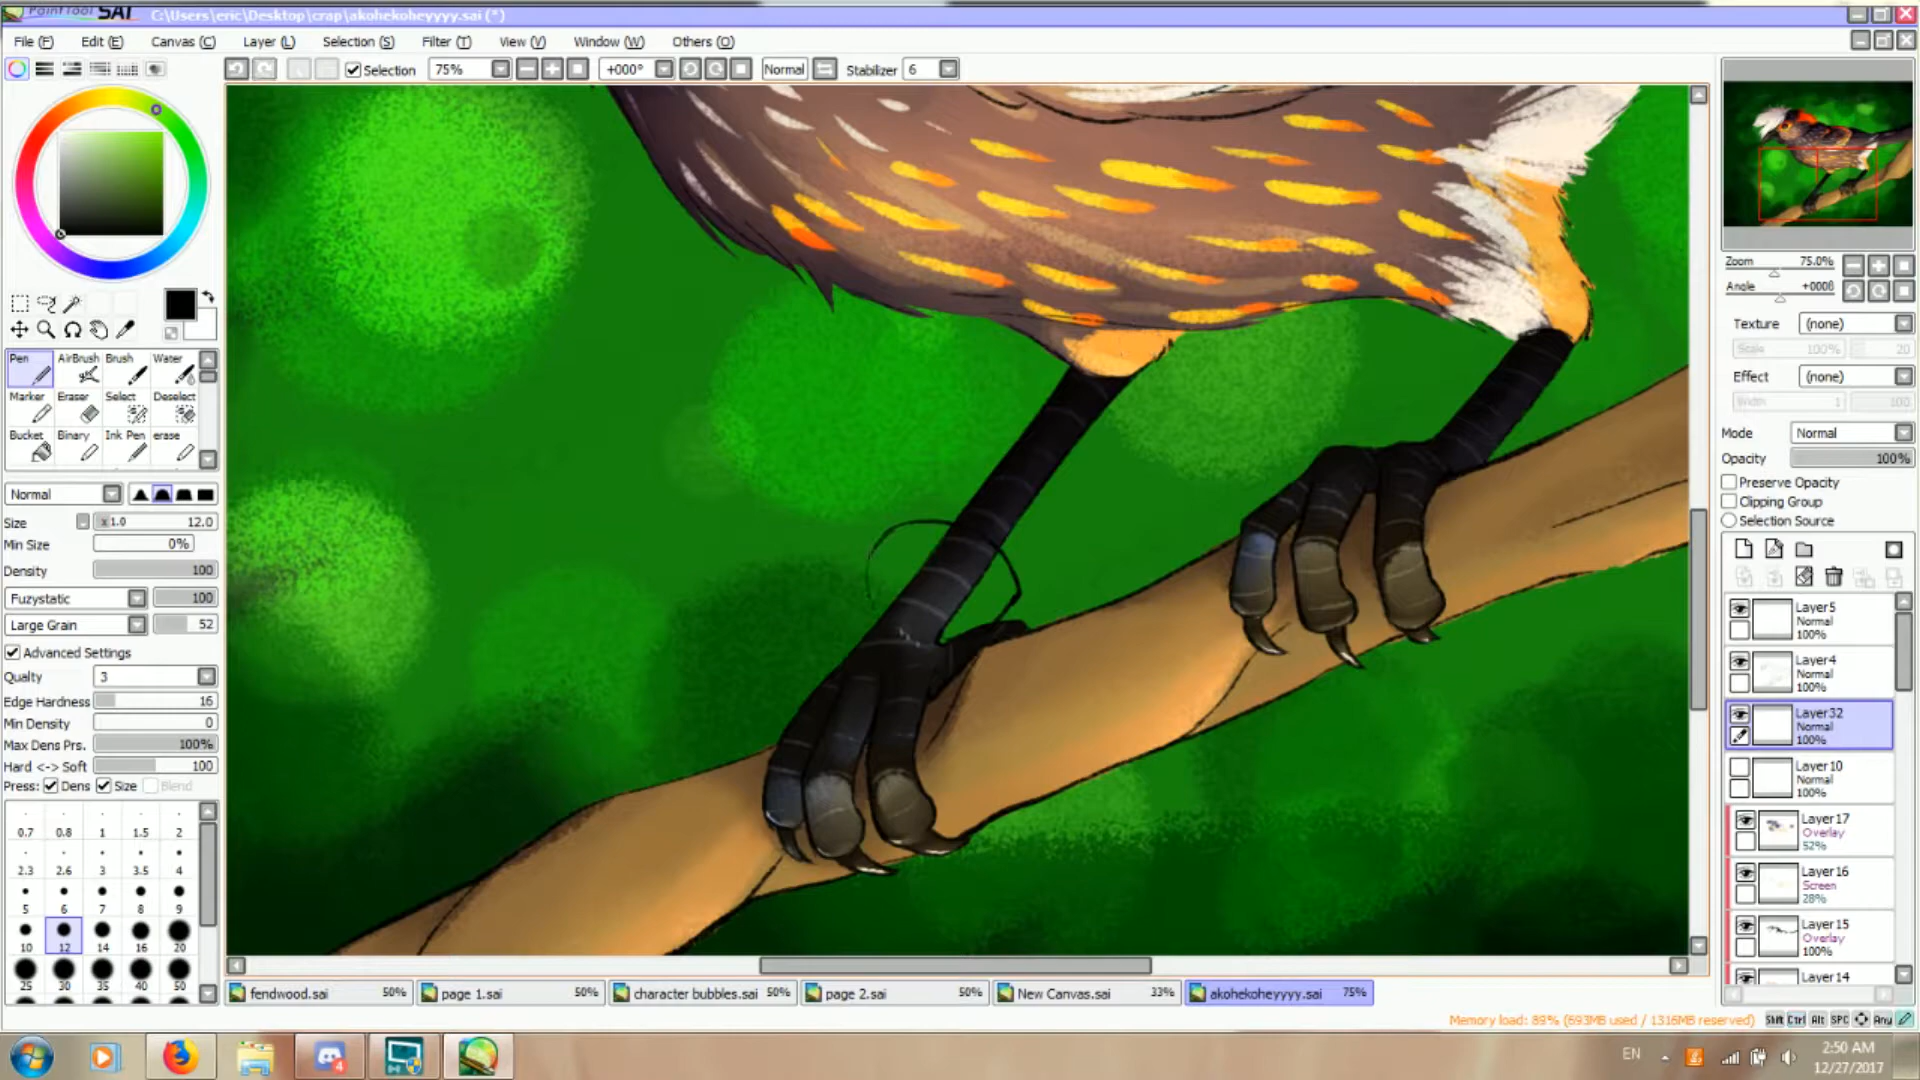 PaintTool SAI C:\Users\eric\Desktop\crap\akohekoheyyyy.sai (*)
File (F) Edit (E) Canvas (C) Layer (L) Selection (S) Filter (T) View (V) Window (W) Others (O)
Selection 75% +000° Normal Stabilizer 6
Zoom 75.0%
Angle +000ß
Texture (none)
Scale 100% 20
Effect (none)
Width 1 100
Mode Normal
Opacity 100%
Preserve Opacity
Clipping Group
Selection Source
Pen AirBrush Brush Water
Marker Eraser Select Deselect
Bucket Binary Ink Pen erase
Normal
Size x1.0 12.0
Min Size 0%
Density 100
Fuzystatic 100
Large Grain 52
Advanced Settings
Qualty 3
Edge Hardness 16
Min Density 0
Max Dens Prs. 100%
Hard <-> Soft 100
Press: Dens Size Blend
0.7 0.8 1 1.5 2
2.3 2.6 3 3.5 4
5 6 7 8 9
10 12 14 16 20
25 30 35 40 50
Layer5
Normal
100%
Layer4
Normal
100%
Layer32
Normal
100%
Layer10
Normal
100%
Layer17
Overlay
52%
Layer16
Screen
28%
Layer15
Overlay
100%
Layer14
fendwood.sai 50% page 1.sai 50% character bubbles.sai 50% page 2.sai 50% New Canvas.sai 33% akohekoheyyyy.sai 75%
Memory load: 89% (693MB used / 1316MB reserved) Shift Ctrl Alt SPC Any
4
EN
2:50 AM
12/27/2017